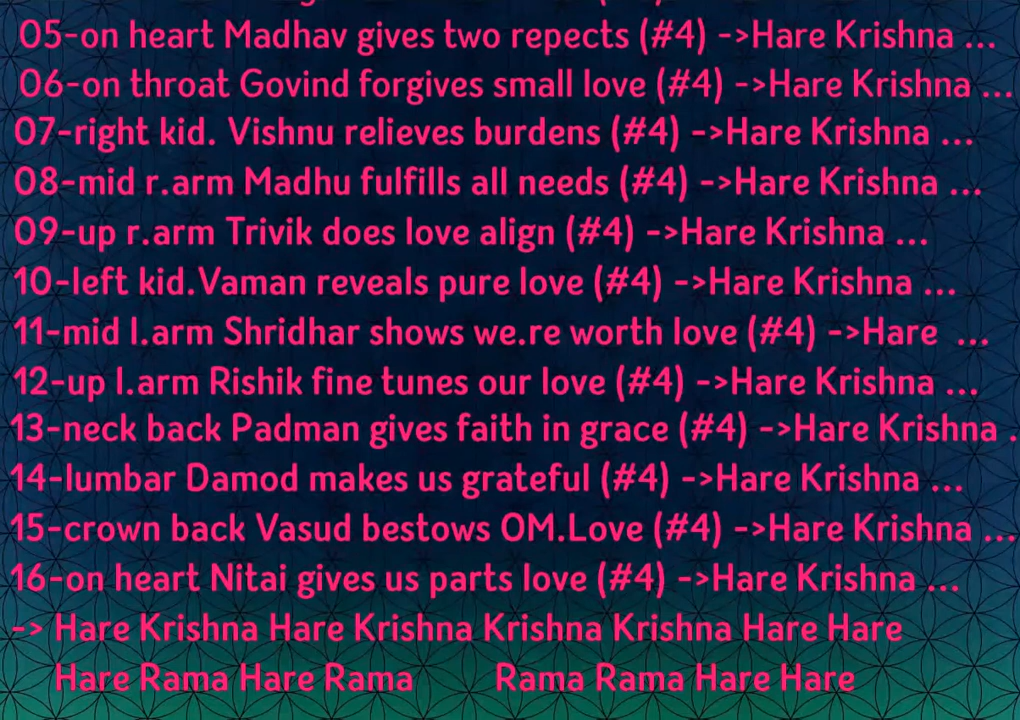 05-on heart Madhav gives two repects (#4) ->Hare Krishna ...
06-on throat Govind forgives small love (#4) ->Hare Krishna ...
07-right kid. Vishnu relieves burdens (#4) ->Hare Krishna ...
08-mid r.arm Madhu fulfills all needs (#4) ->Hare Krishna ...
09-up r.arm Trivik does love align (#4) ->Hare Krishna ...
10-left kid.Vaman reveals pure love (#4) ->Hare Krishna ...
11-mid l.arm Shridhar shows we.re worth love (#4) ->Hare ...
12-up l.arm Rishik fine tunes our love (#4) ->Hare Krishna ...
13-neck back Padman gives faith in grace (#4) ->Hare Krishna .
14-lumbar Damod makes us grateful (#4) ->Hare Krishna ...
15-crown back Vasud bestows OM.Love (#4) ->Hare Krishna ...
16-on heart Nitai gives us parts love (#4) ->Hare Krishna ...
-> Hare Krishna Hare Krishna Krishna Krishna Hare Hare
Hare Rama Hare Rama Rama Rama Hare Hare